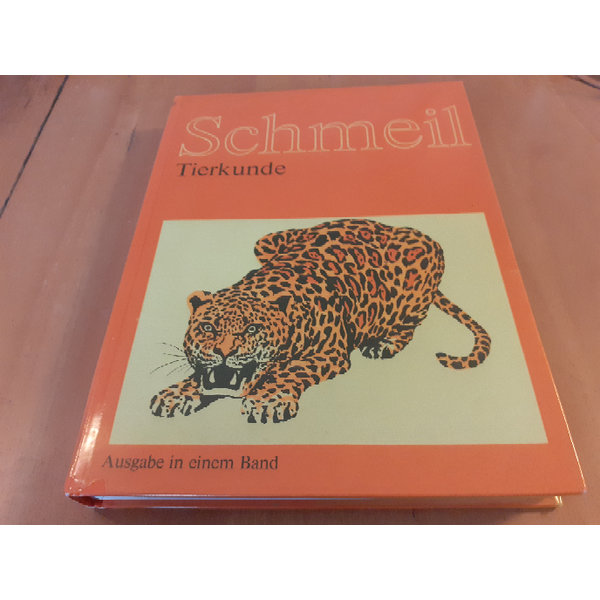 Schmeil
Tierkunde
Ausgabe in einem Band